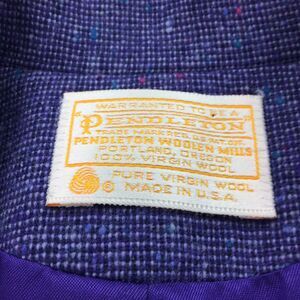 WARRANTED TO BE A
"PENDLETON"
TRADE MARK REG. U.S. PAT. OFF.
PENDLETON WOOLEN MILLS
PORTLAND, OREGON
100% VIRGIN WOOL
PURE VIRGIN WOOL
© MADE IN U.S.A.